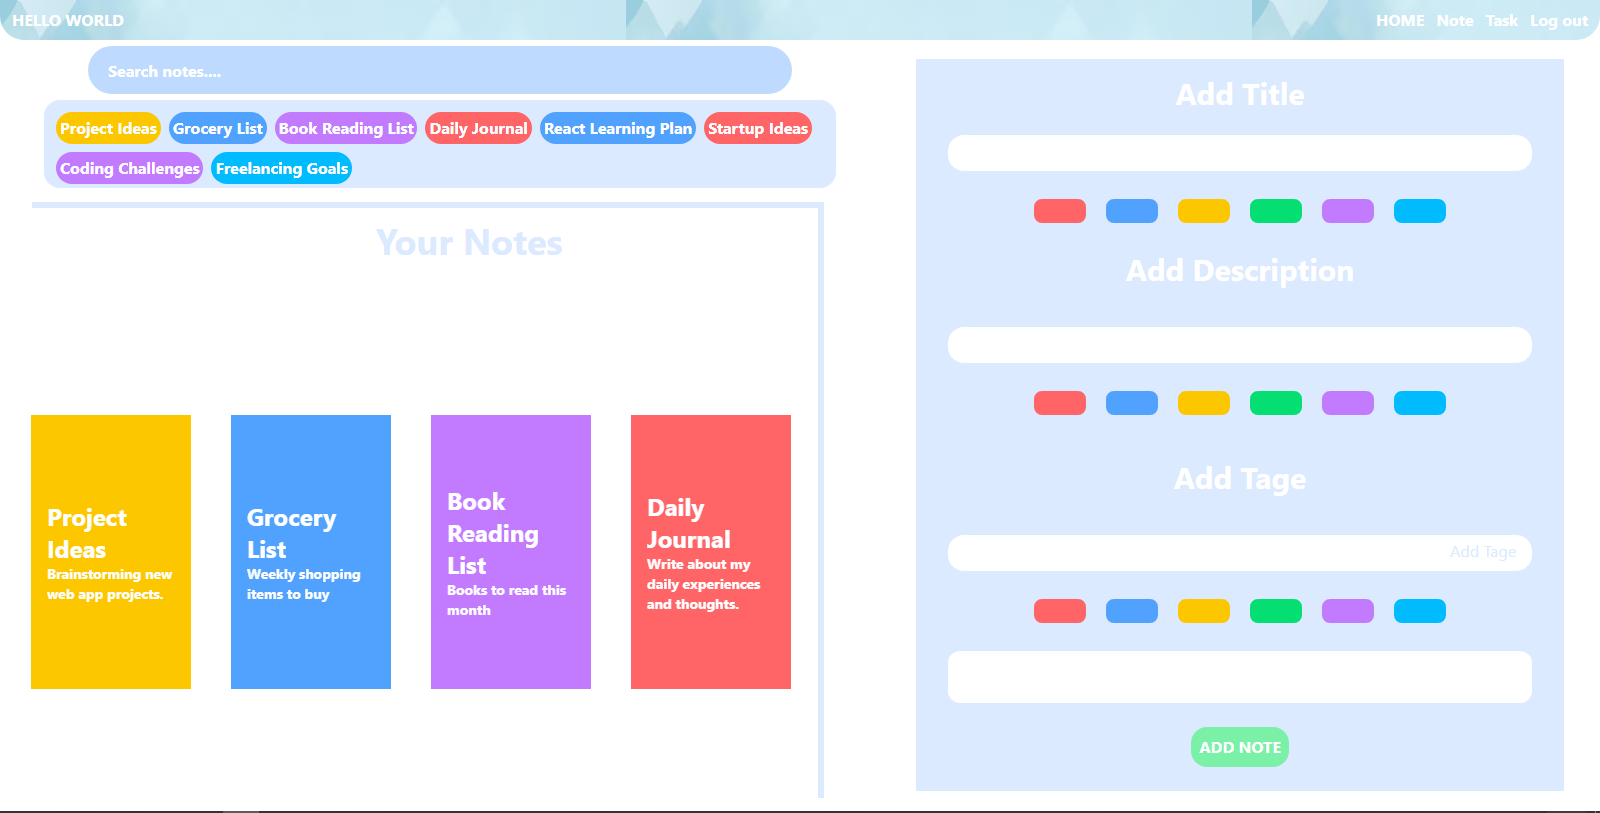 HELLO WORLD
HOME Note Task Log out
Search notes....
Project Ideas Grocery List Book Reading List Daily Journal React Learning Plan Startup Ideas
Coding Challenges Freelancing Goals
Your Notes
Project
Ideas
Brainstorming new
web app projects.
Grocery
List
Weekly shopping
items to buy
Book
Reading
List
Books to read this
month
Daily
Journal
Write about my
daily experiences
and thoughts.
Add Title
Add Description
Add Tage
Add Tage
ADD NOTE